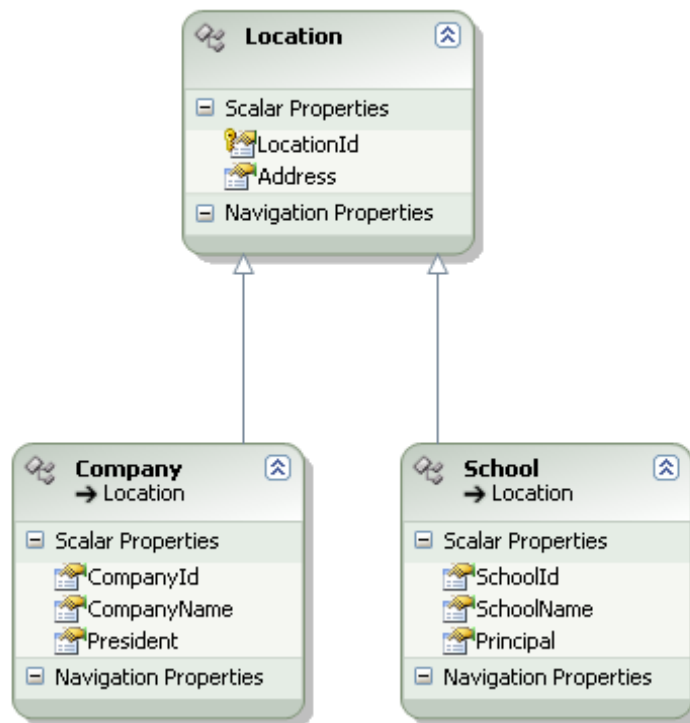 Location
Scalar Properties
LocationId
Address
Navigation Properties
Company
Location
Scalar Properties
CompanyId
CompanyName
President
Navigation Properties
School
Location
Scalar Properties
SchoolId
SchoolName
Principal
Navigation Properties